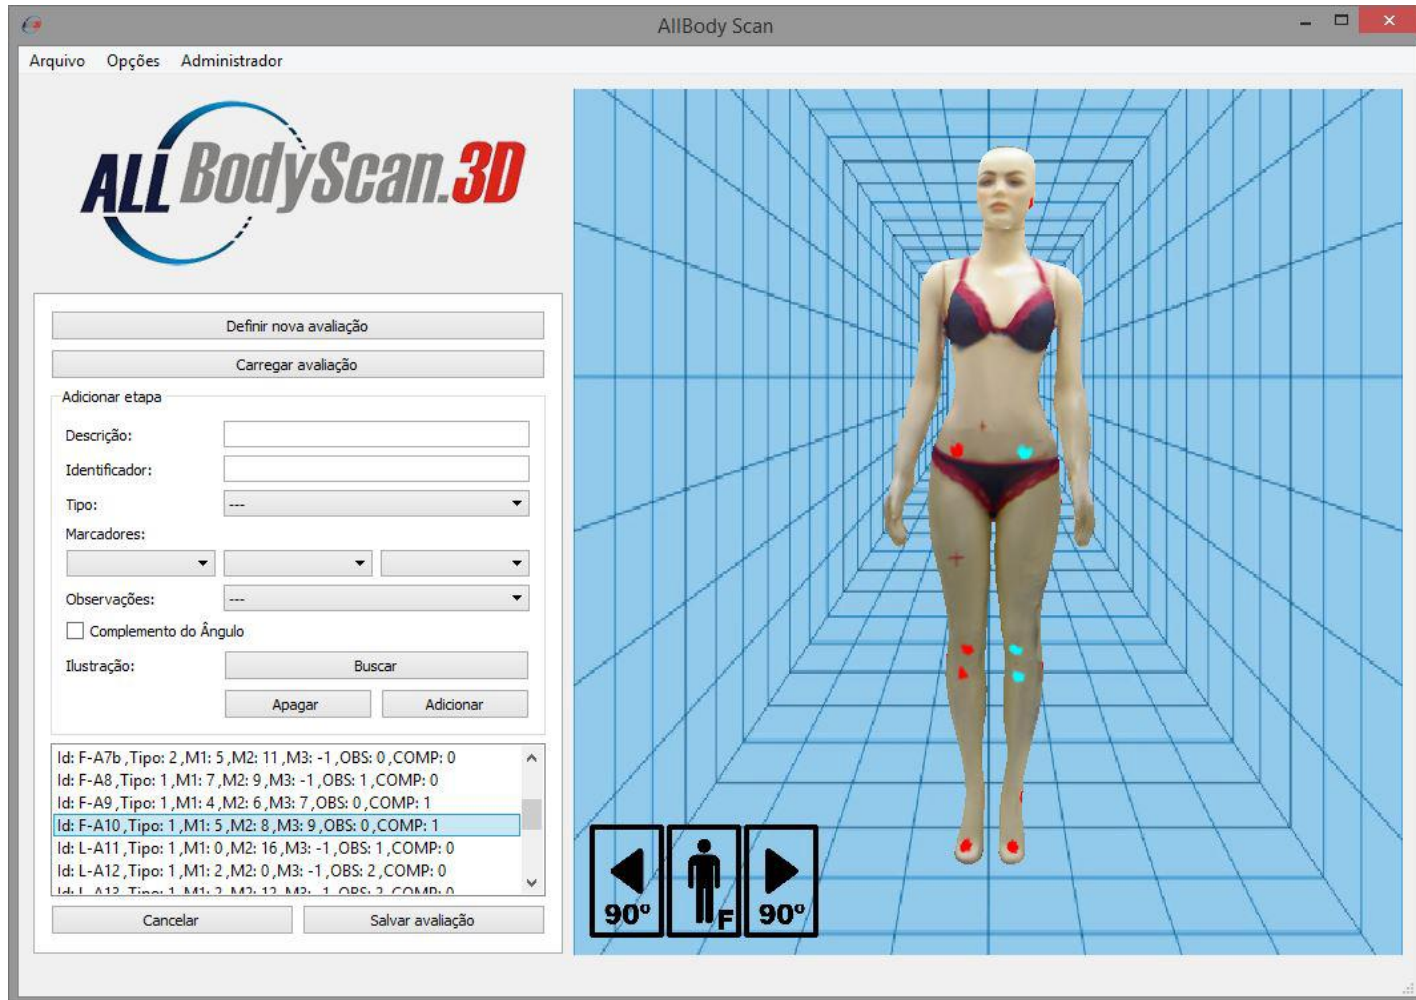 AllBody Scan
Arquivo Opções Administrador
ALL BodyScan.3D
Definir nova avaliação
Carregar avaliação
Adicionar etapa
Descrição:
Identificador:
Tipo: ---
Marcadores:
Observações: ---
Complemento do Ângulo
Ilustração: Buscar
Apagar Adicionar
Id: F-A7b ,Tipo: 2 ,M1: 5 ,M2: 11 ,M3: -1 ,OBS: 0 ,COMP: 0
Id: F-A8 ,Tipo: 1 ,M1: 7 ,M2: 9 ,M3: -1 ,OBS: 1 ,COMP: 0
Id: F-A9 ,Tipo: 1 ,M1: 4 ,M2: 6 ,M3: 7 ,OBS: 0 ,COMP: 1
Id: F-A10 ,Tipo: 1 ,M1: 5 ,M2: 8 ,M3: 9 ,OBS: 0 ,COMP: 1
Id: L-A11 ,Tipo: 1 ,M1: 0 ,M2: 16 ,M3: -1 ,OBS: 1 ,COMP: 0
Id: L-A12 ,Tipo: 1 ,M1: 2 ,M2: 0 ,M3: -1 ,OBS: 2 ,COMP: 0
Cancelar Salvar avaliação
90º F 90º